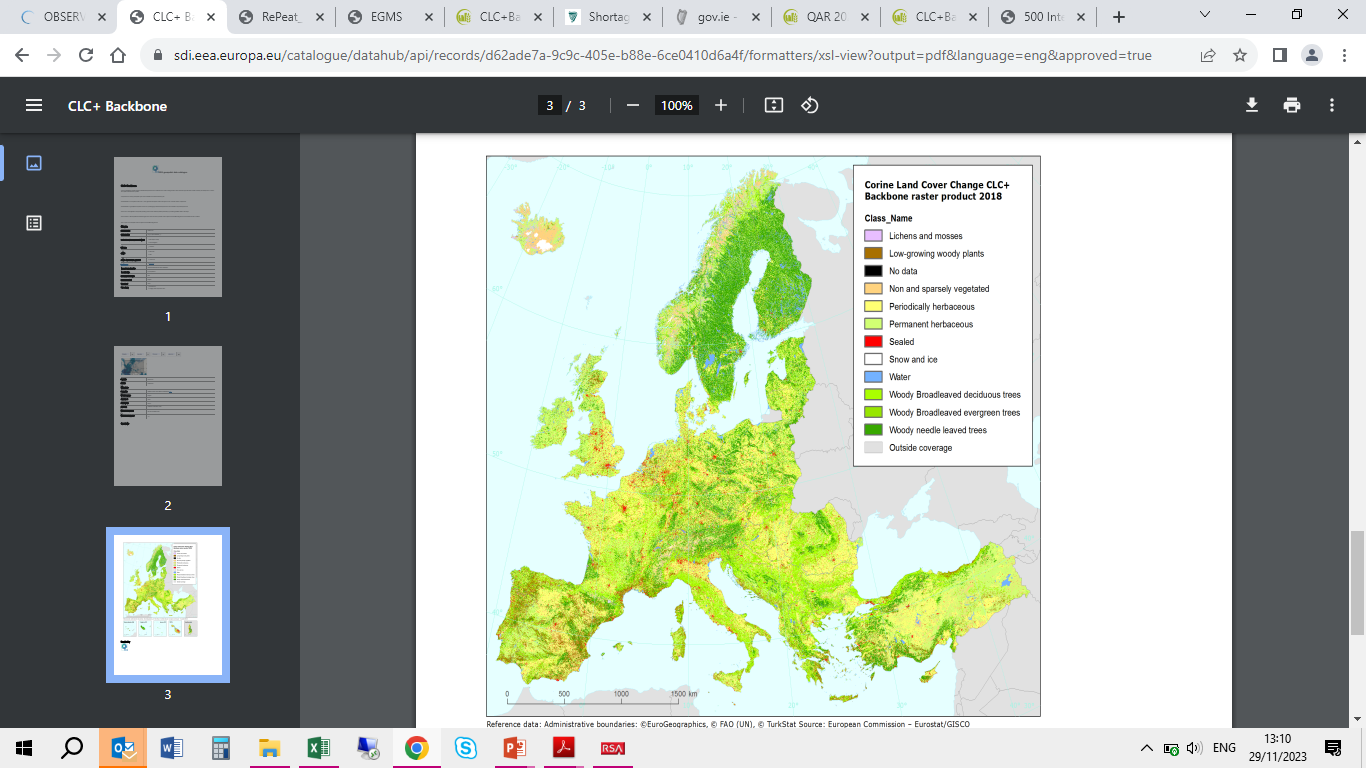 OBSERV
CLC+ B
RePeat_
EGMS
CLC+Ba
Shortag
gov.ie -
QAR 20
CLC+Ba
500 Inte
sdi.eea.europa.eu/catalogue/datahub/api/records/d62ade7a-9c9c-405e-b88e-6ce0410d6a4f/formatters/xsl-view?output=pdf&language=eng&approved=true
CLC+ Backbone
3 / 3
100%
1
2
3
Corine Land Cover Change CLC+
Backbone raster product 2018
Class_Name
Lichens and mosses
Low-growing woody plants
No data
Non and sparsely vegetated
Periodically herbaceous
Permanent herbaceous
Sealed
Snow and ice
Water
Woody Broadleaved deciduous trees
Woody Broadleaved evergreen trees
Woody needle leaved trees
Outside coverage
0 500 1000 1500 km
Reference data: Administrative boundaries: ©EuroGeographics, © FAO (UN), © TurkStat Source: European Commission – Eurostat/GISCO
RSA
ENG
13:10
29/11/2023